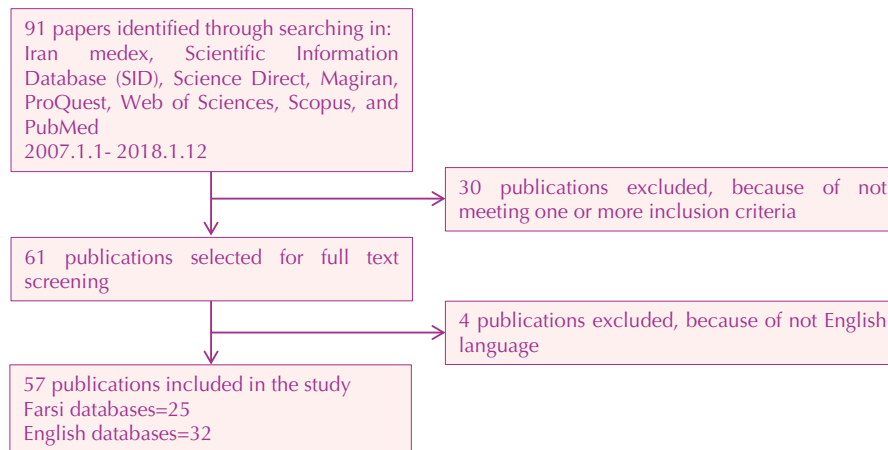 91 papers identified through searching in:
Iran medex, Scientific Information
Database (SID), Science Direct, Magiran,
ProQuest, Web of Sciences, Scopus, and
PubMed
2007.1.1- 2018.1.12
30 publications excluded, because of not
meeting one or more inclusion criteria
61 publications selected for full text
screening
4 publications excluded, because of not English
language
57 publications included in the study
Farsi databases=25
English databases=32